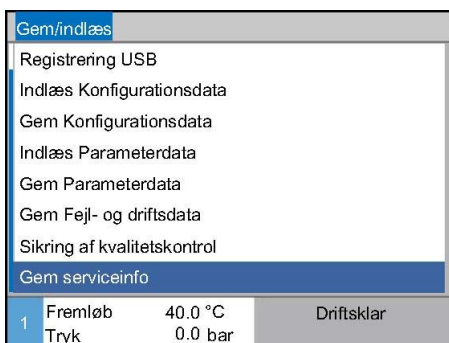 Gem/indlæs
Registrering USB
Indlæs Konfigurationsdata
Gem Konfigurationsdata
Indlæs Parameterdata
Gem Parameterdata
Gem Fejl- og driftsdata
Sikring af kvalitetskontrol
Gem serviceinfo
1 Fremløb 40.0 °C Driftsklar
Tryk 0.0 bar